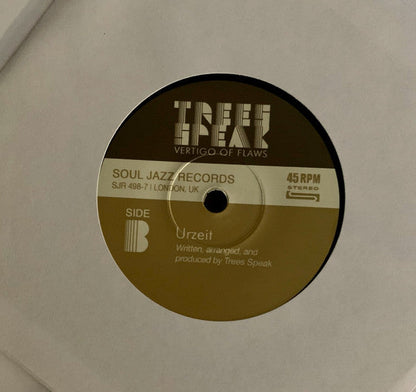 TREES
SPEAK
VERTIGO OF FLAWS
SOUL JAZZ RECORDS
SJR 498-7 | LONDON, UK
45 RPM
STEREO
SIDE
B
Urzeit
Written, arranged, and
produced by Trees Speak